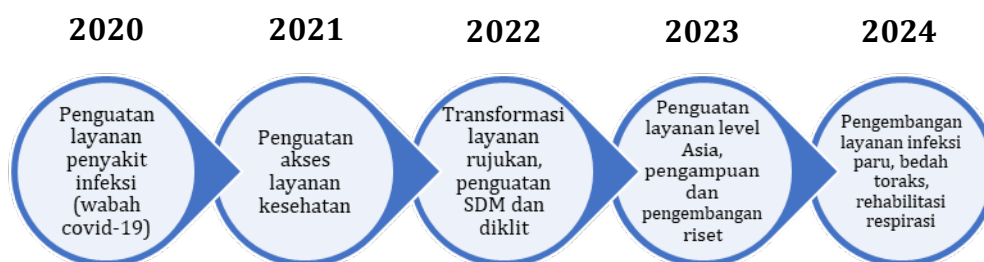 2020
2021
2022
2023
2024
Penguatan
layanan
penyakit
infeksi
(wabah
covid-19)
Penguatan
akses
layanan
kesehatan
Transformasi
layanan
rujukan,
penguatan
SDM dan
diklit
Penguatan
layanan level
Asia,
pengampuan
dan
pengembangan
riset
Pengembangan
layanan infeksi
paru, bedah
toraks,
rehabilitasi
respirasi